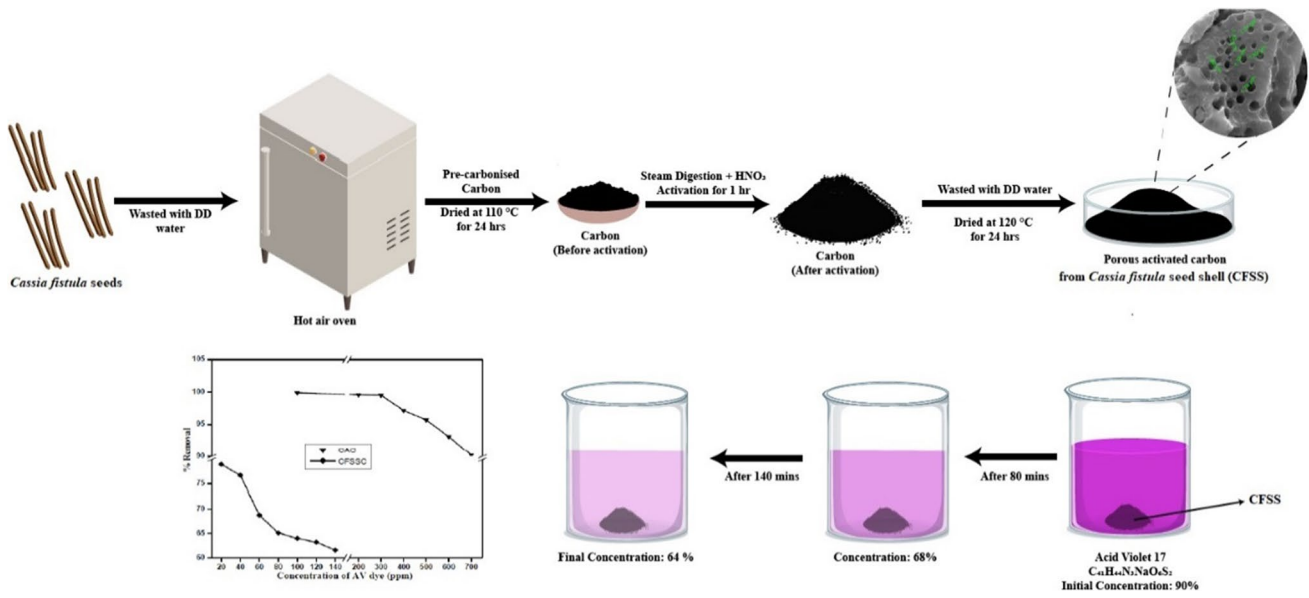 Wasted with DD
water
Cassia fistula seeds
Hot air oven
Pre-carbonised
Carbon
Dried at 110 °C
for 24 hrs
Carbon
(Before activation)
Steam Digestion + HNO₃
Activation for 1 hr
Carbon
(After activation)
Wasted with DD water
Dried at 120 °C
for 24 hrs
Porous activated carbon
from Cassia fistula seed shell (CFSS)
105
100
95
90
75
70
65
60
% Removal
CFSSC
20 40 60 80 100 120 140 200 300 400 500 600 700
Concentration of AV dye (ppm)
After 140 mins
After 80 mins
CFSS
Final Concentration: 64 %
Concentration: 68%
Acid Violet 17
Initial Concentration: 90%